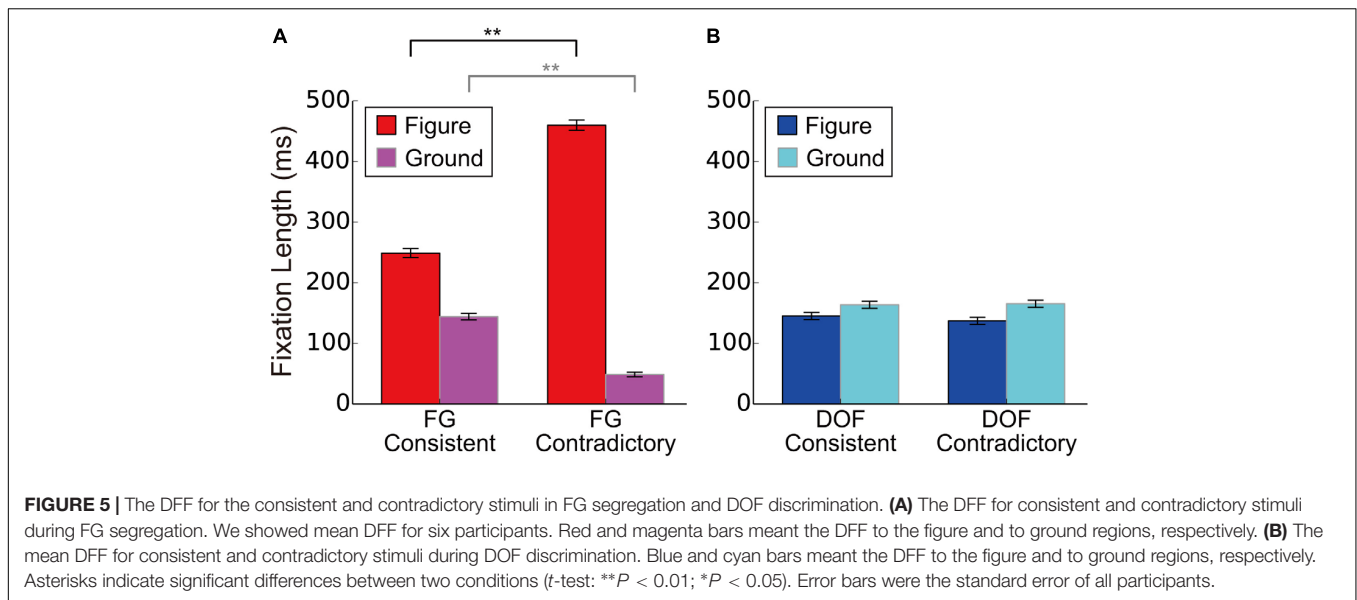 A
**
**
500
400
300
200
100
0
Fixation Length (ms)
Figure
Ground
FG
Consistent
FG
Contradictory
B
500
400
300
200
100
0
Figure
Ground
DOF
Consistent
DOF
Contradictory
FIGURE 5 | The DFF for the consistent and contradictory stimuli in FG segregation and DOF discrimination. (A) The DFF for consistent and contradictory stimuli
during FG segregation. We showed mean DFF for six participants. Red and magenta bars meant the DFF to the figure and to ground regions, respectively. (B) The
mean DFF for consistent and contradictory stimuli during DOF discrimination. Blue and cyan bars meant the DFF to the figure and to ground regions, respectively.
Asterisks indicate significant differences between two conditions (t-test: **P < 0.01; *P < 0.05). Error bars were the standard error of all participants.